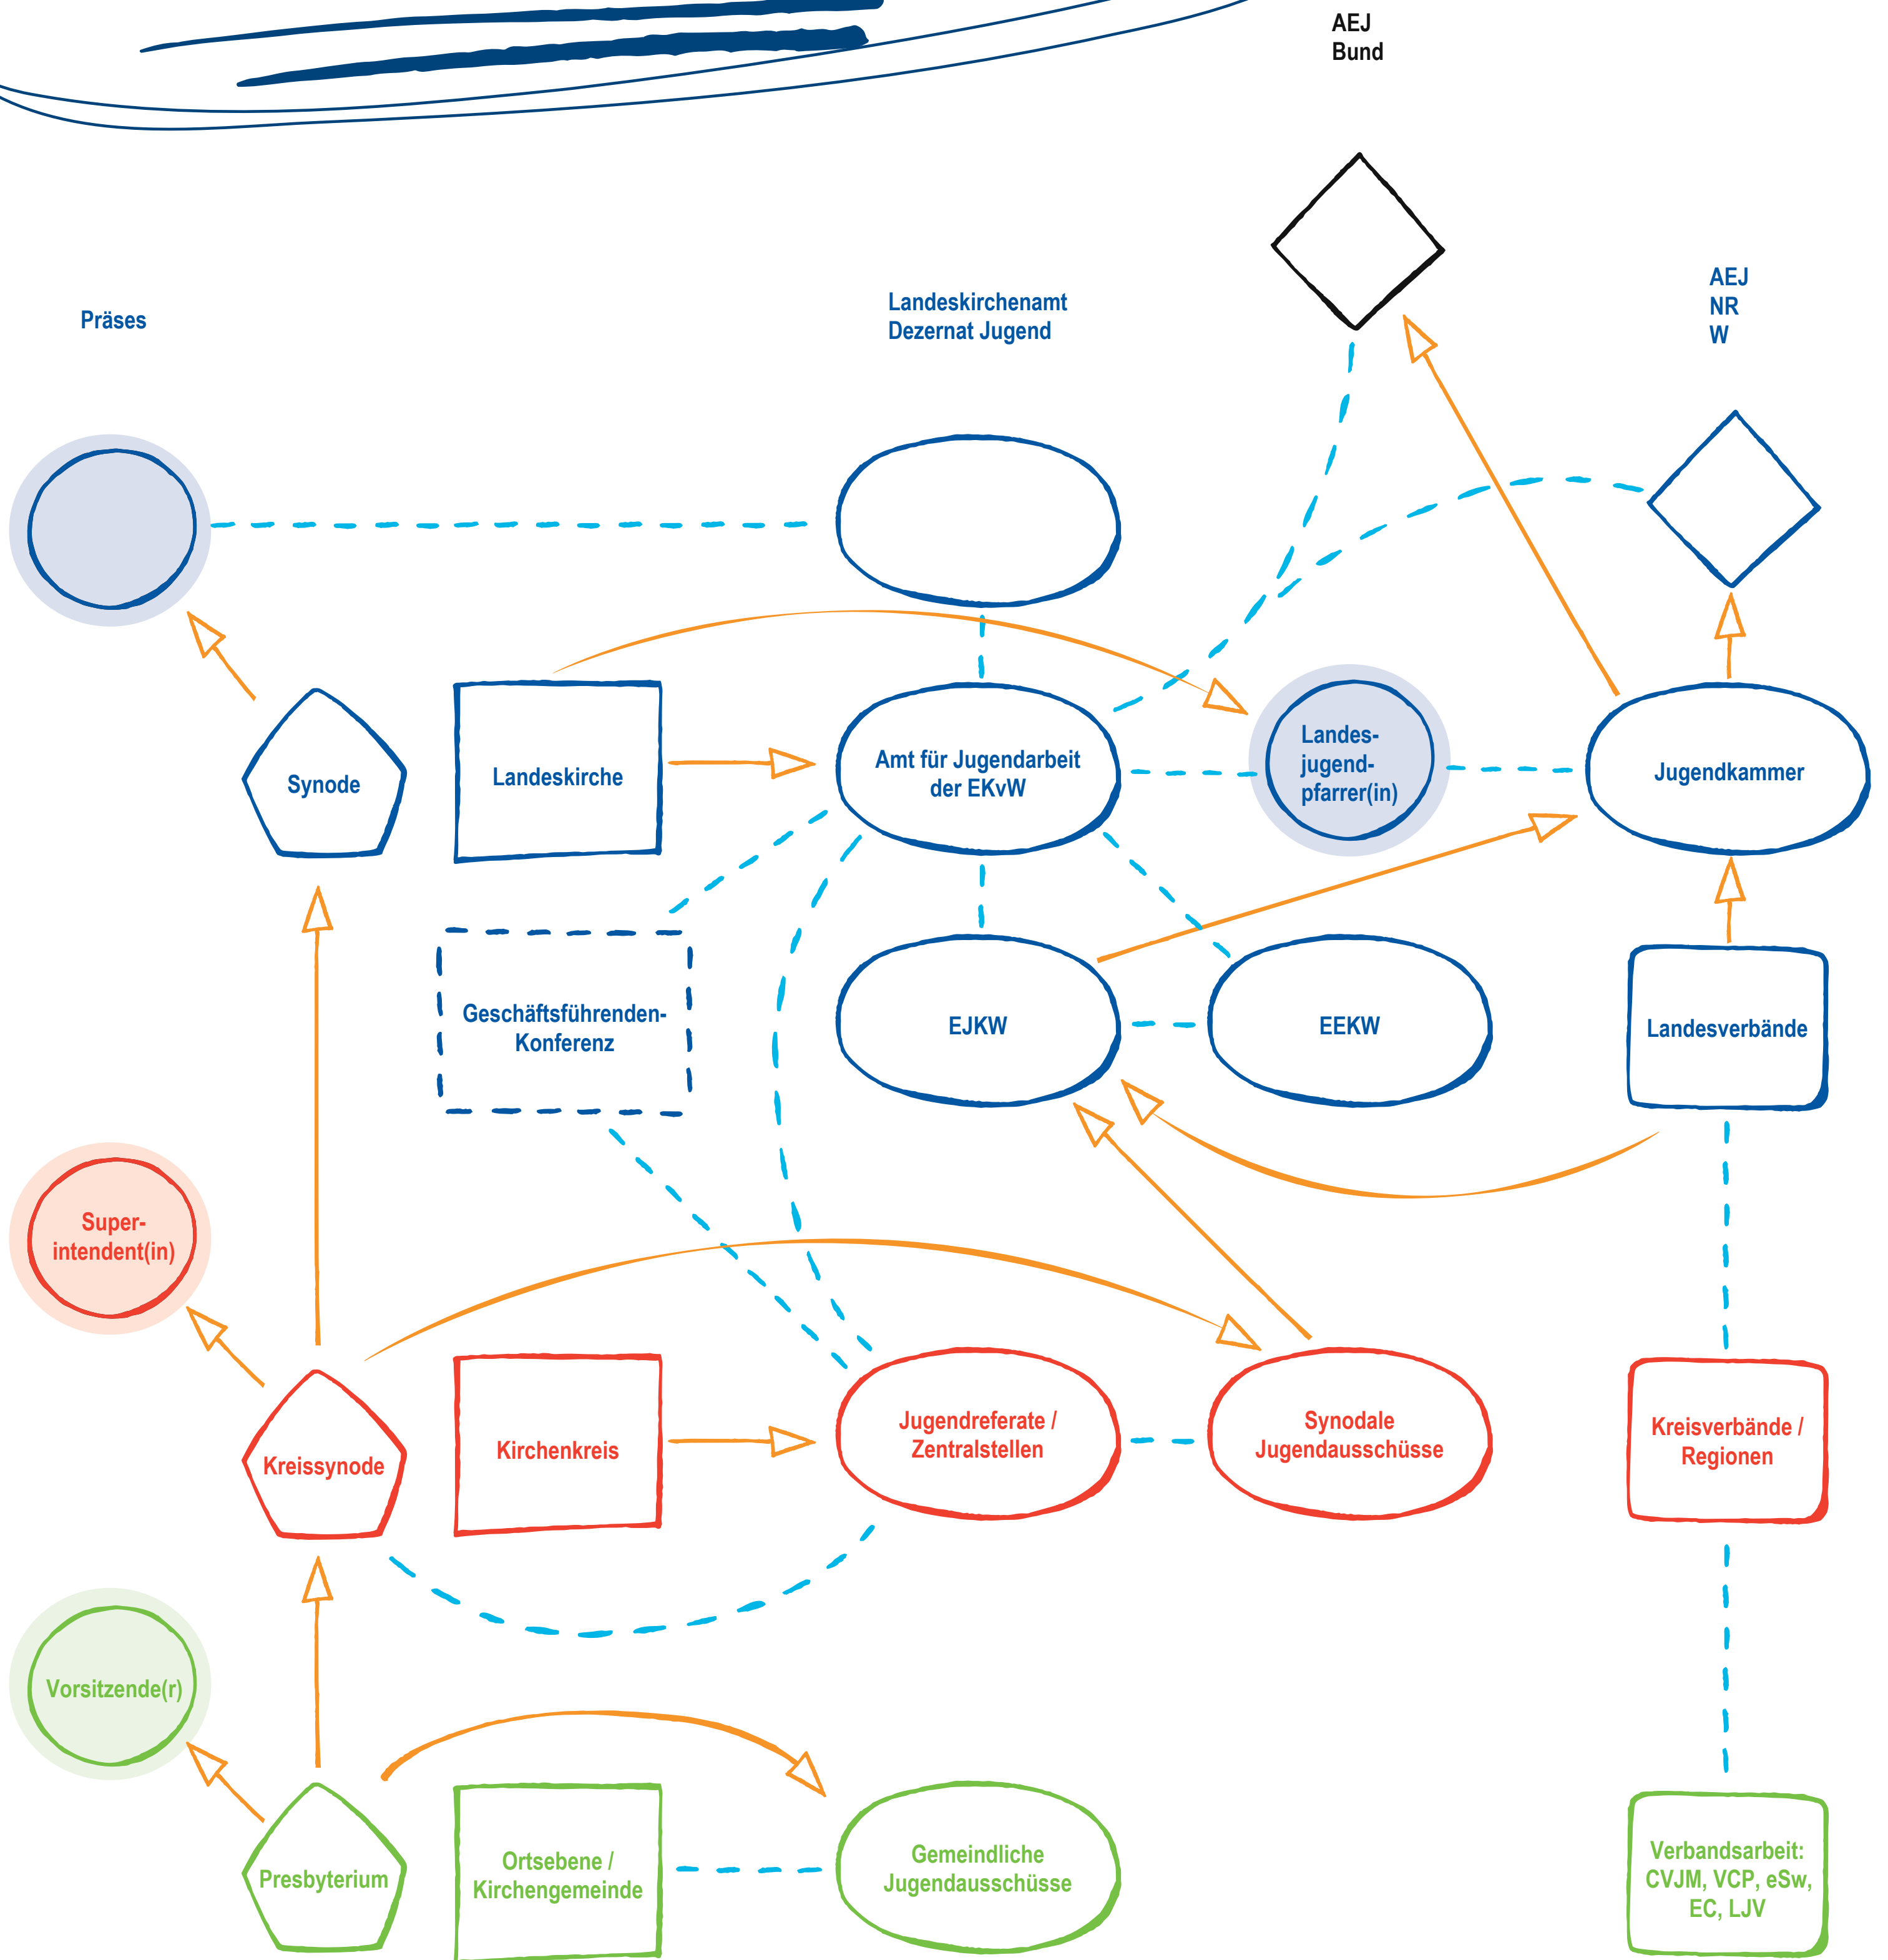 AEJ
Bund
Präses
Landeskirchenamt
Dezernat Jugend
AEJ
NR
W
Synode
Landeskirche
Amt für Jugendarbeit
der EKvW
Landes-
jugend-
pfarrer(in)
Jugendkammer
Geschäftsführenden-
Konferenz
EJKW
EEKW
Landesverbände
Super-
intendent(in)
Kreissynode
Kirchenkreis
Jugendreferate /
Zentralstellen
Synodale
Jugendausschüsse
Kreisverbände /
Regionen
Vorsitzende(r)
Presbyterium
Ortsebene /
Kirchengemeinde
Gemeindliche
Jugendausschüsse
Verbandsarbeit:
CVJM, VCP, eSw,
EC, LJV